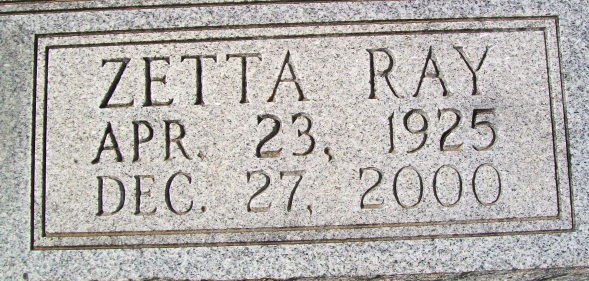 ZETTA RAY
APR. 23, 1925
DEC. 27, 2000